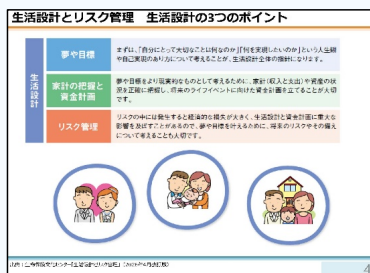 生活設計とリスク管理　生活設計の3つのポイント
生活設計
夢や目標
まずは、「自分にとって大切なことは何なのか」「何を実現したいのか」という人生観
や自己実現のあり方について考えることが、生活設計全体の指針になります。
家計の把握と
資金計画
夢や目標をより現実的なものとして考えるために、家計（収入と支出）や資産の状
況を正確に把握し、将来のライフイベントに向けた資金計画を立てることが大切
です。
リスク管理
リスクの中には発生すると経済的な損失が大きく、生活設計と資金計画に重大な
影響を及ぼすことがあるので、夢や目標を叶えるために、将来のリスクやその備え
について考えることも大切です。
4